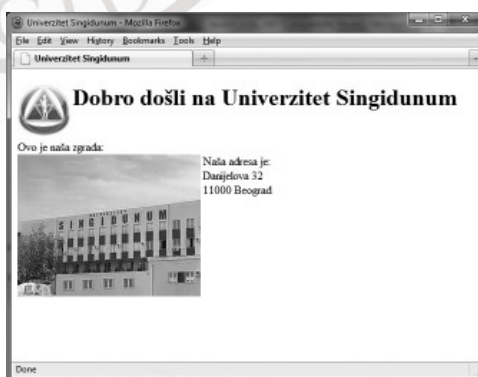 Univerzitet Singidunum - Mozilla Firefox
File Edit View History Bookmarks Tools Help
Univerzitet Singidunum
Dobro došli na Univerzitet Singidunum
Ovo je naša zgrada:
Naša adresa je:
Danijelova 32
11000 Beograd
SINGIDUNUM
Done